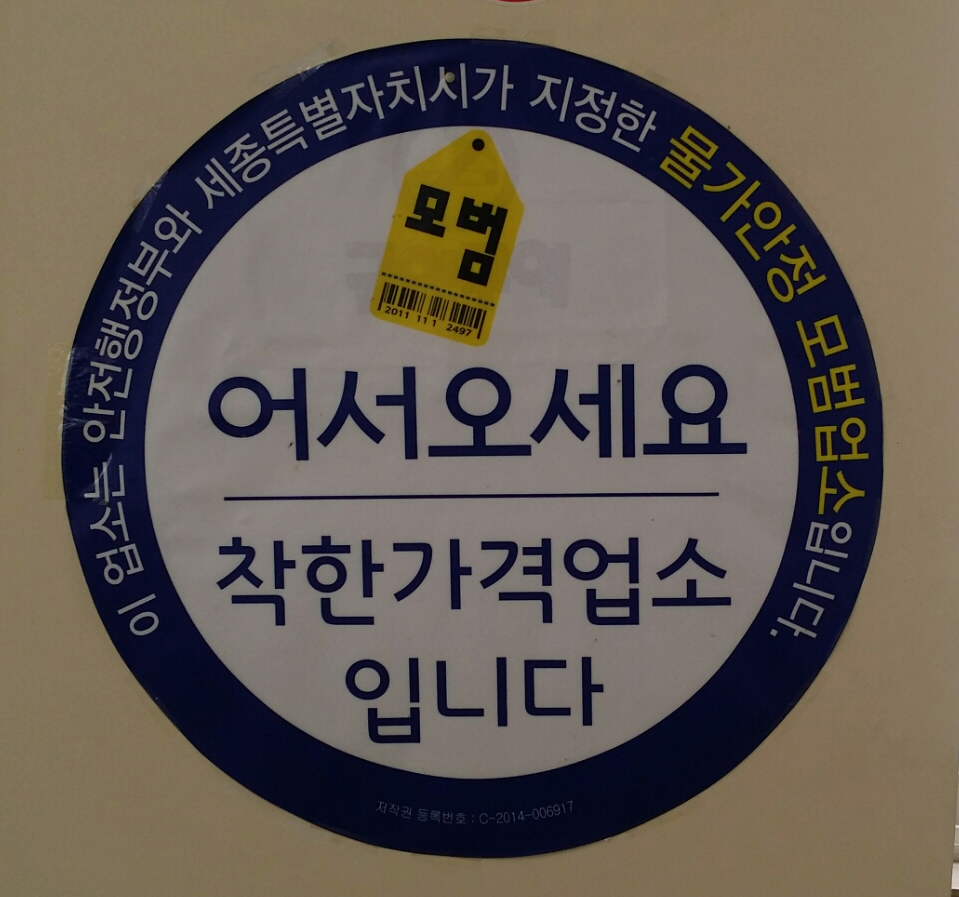 이 업소는 안전행정부와 세종특별자치시가 지정한 물가안정 모범업소입니다.
모범
2011 11 1 2497
어서오세요
착한가격업소
입니다
저작권 등록번호 : C-2014-006917